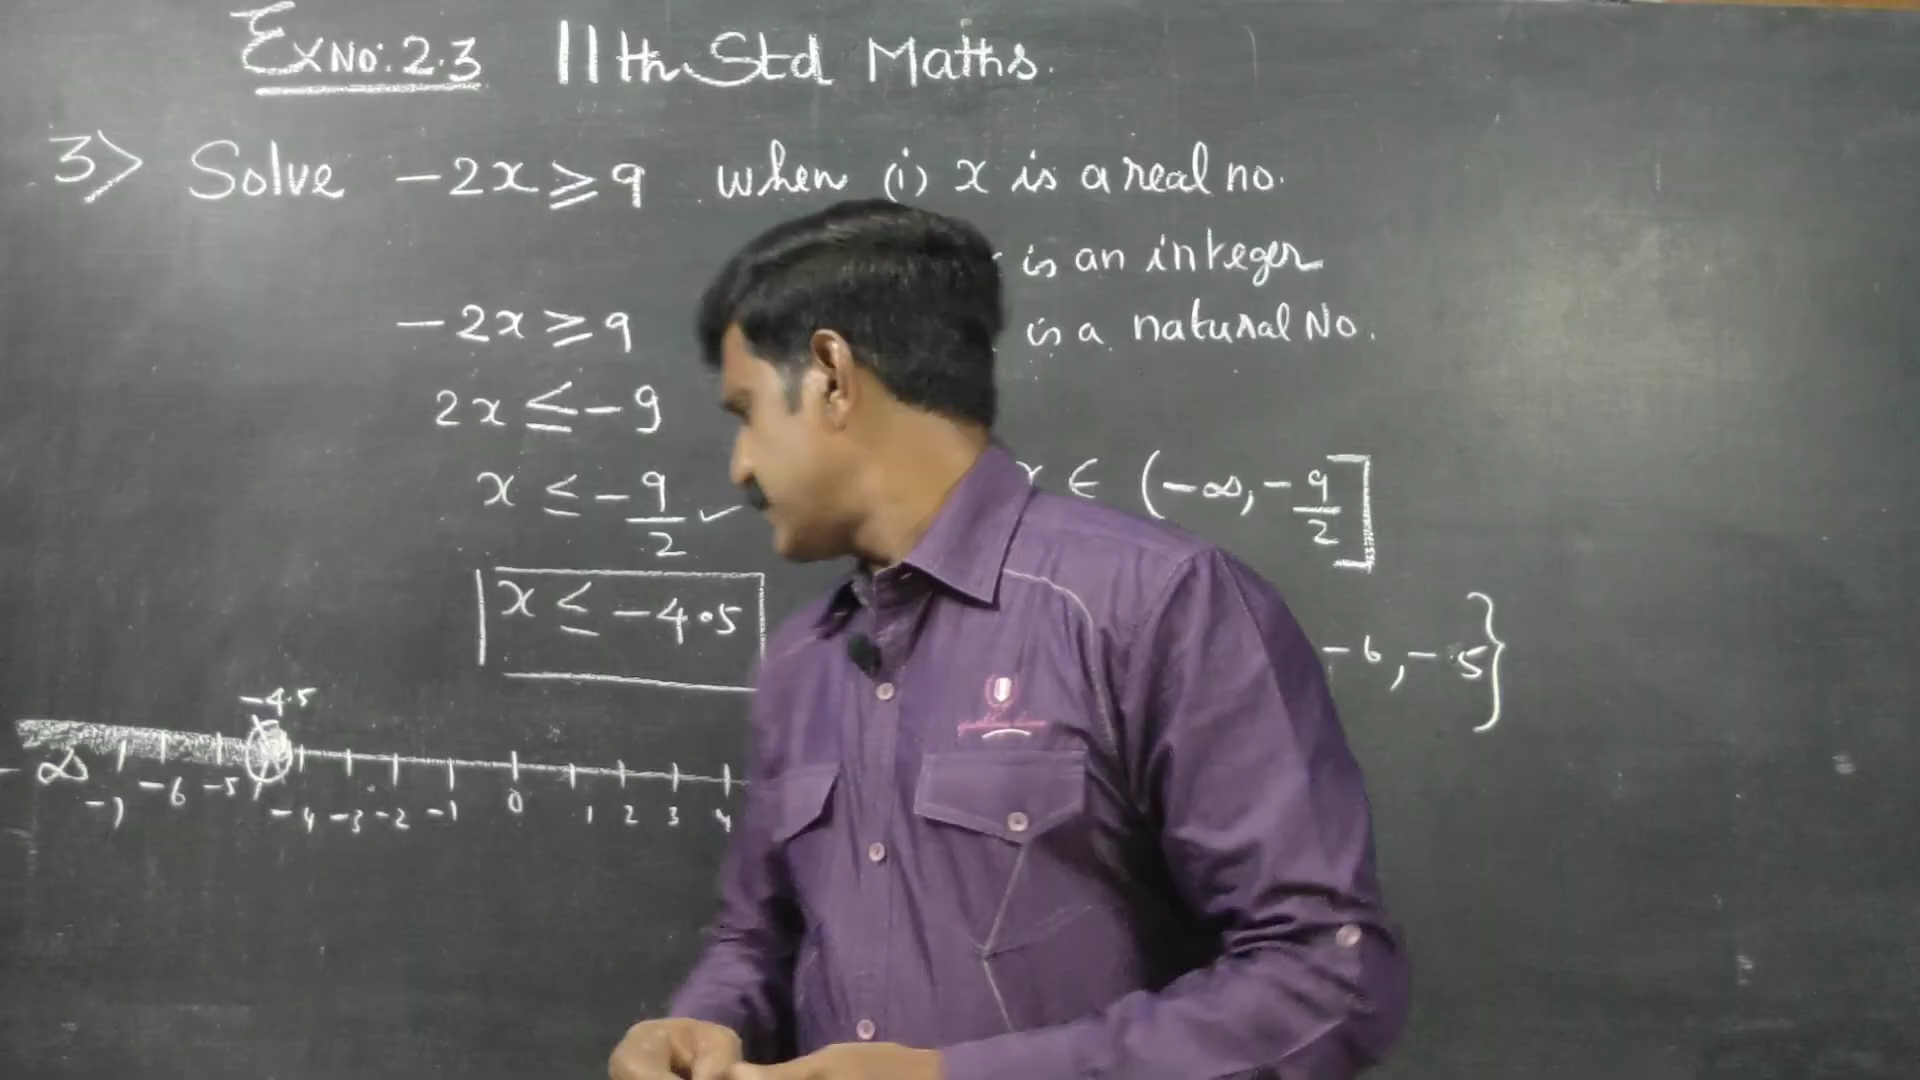 Ex No: 2.3 11th Std Maths.
3) Solve -2x ≥ 9 when (i) x is a real no.
is an integer
is a natural No.
-2x ≥ 9
2x ≤ -9
x ≤ -9/2 ✓
x ∈ (-∞, -9/2]
x ≤ -4.5
-6, -5}
-4.5
-∞ -7 -6 -5 -4 -3 -2 -1 0 1 2 3 4